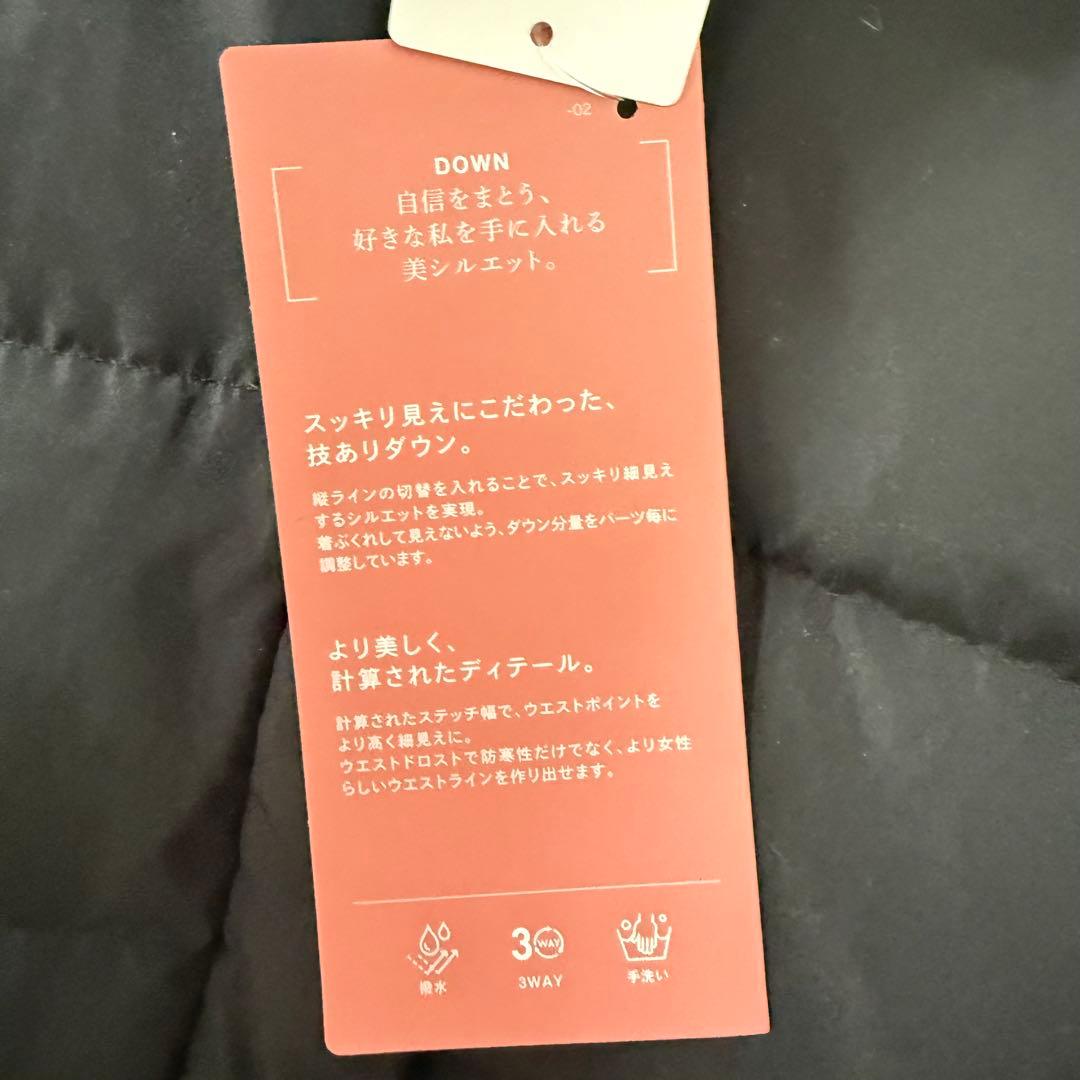 -02
DOWN
自信をまとう、
好きな私を手に入れる
美シルエット。
スッキリ見えにこだわった、
技ありダウン。
縦ラインの切替を入れることで、スッキリ細見え
するシルエットを実現。
着ぶくれして見えないよう、ダウン分量をパーツ毎に
調整しています。
より美しく、
計算されたディテール。
計算されたステッチ幅で、ウエストポイントを
より高く細見えに。
ウエストドロストで防寒性だけでなく、より女性
らしいウエストラインを作り出せます。
撥水
3WAY
3WAY
手洗い